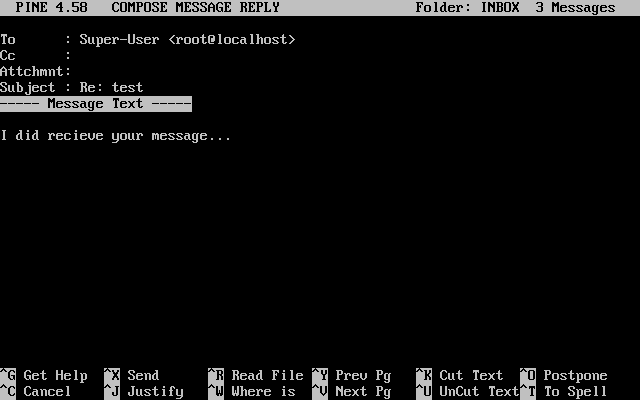 PINE 4.58   COMPOSE MESSAGE REPLY                 Folder: INBOX  3 Messages
To      : Super-User <root@localhost>
Cc      :
Attchmnt:
Subject : Re: test
----- Message Text -----
I did recieve your message...
^G Get Help  ^X Send      ^R Read File ^Y Prev Pg   ^K Cut Text  ^O Postpone
^C Cancel    ^J Justify   ^W Where is  ^V Next Pg   ^U UnCut Text^T To Spell